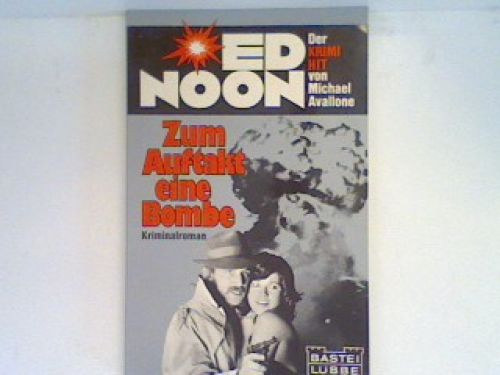 ED
NOON
Der
KRIMI
HIT
von
Michael
Avallone
Zum
Auftakt
eine
Bombe
Kriminalroman
BASTEI
LÜBBE